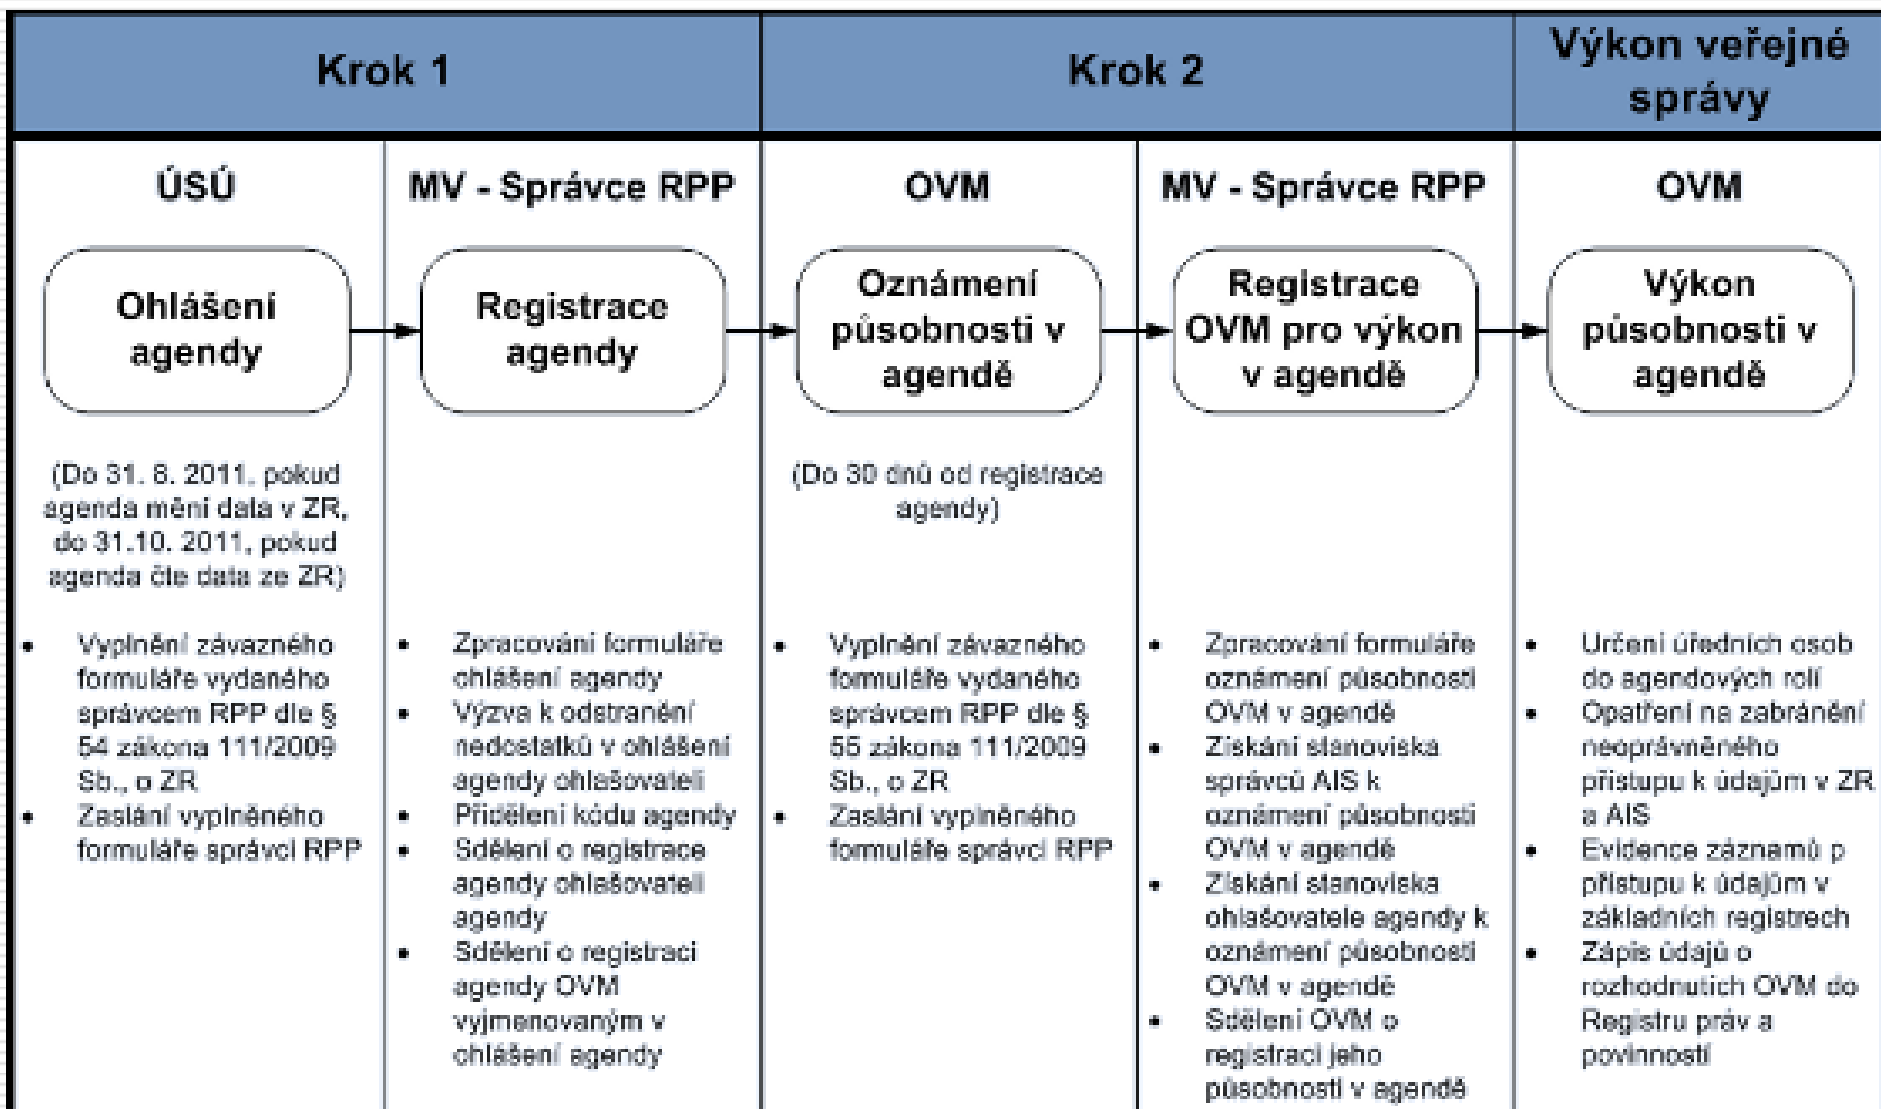 Krok 1
Krok 2
Výkon veřejné
správy
ÚSÚ
MV - Správce RPP
OVM
MV - Správce RPP
OVM
Ohlášení
agendy
Registrace
agendy
Oznámení
působnosti v
agendě
Registrace
OVM pro výkon
v agendě
Výkon
působnosti v
agendě
(Do 31. 8. 2011, pokud
agenda mění data v ZR,
do 31.10. 2011, pokud
agenda čte data ze ZR)
(Do 30 dnů od registrace
agendy)
• Vyplnění závazného
formuláře vydaného
správcem RPP dle §
54 zákona 111/2009
Sb., o ZR
• Zaslání vyplněného
formuláře správci RPP
• Zpracování formuláře
ohlášení agendy
• Výzva k odstranění
nedostatků v ohlášení
agendy ohlašovateli
• Přidělení kódu agendy
• Sdělení o registrace
agendy ohlašovateli
agendy
• Sdělení o registraci
agendy OVM
vyjmenovaným v
ohlášení agendy
• Vyplnění závazného
formuláře vydaného
správcem RPP dle §
55 zákona 111/2009
Sb., o ZR
• Zaslání vyplněného
formuláře správci RPP
• Zpracování formuláře
oznámení působnosti
OVM v agendě
• Získání stanoviska
správců AIS k
oznámení působnosti
OVM v agendě
• Získání stanoviska
ohlašovatele agendy k
oznámení působnosti
OVM v agendě
• Sdělení OVM o
registraci jeho
působnosti v agendě
• Určení úředních osob
do agendových rolí
• Opatření na zabránění
neoprávněného
přístupu k údajům v ZR
a AIS
• Evidence záznamů p
přístupu k údajům v
základních registrech
• Zápis údajů o
rozhodnutích OVM do
Registru práv a
povinností